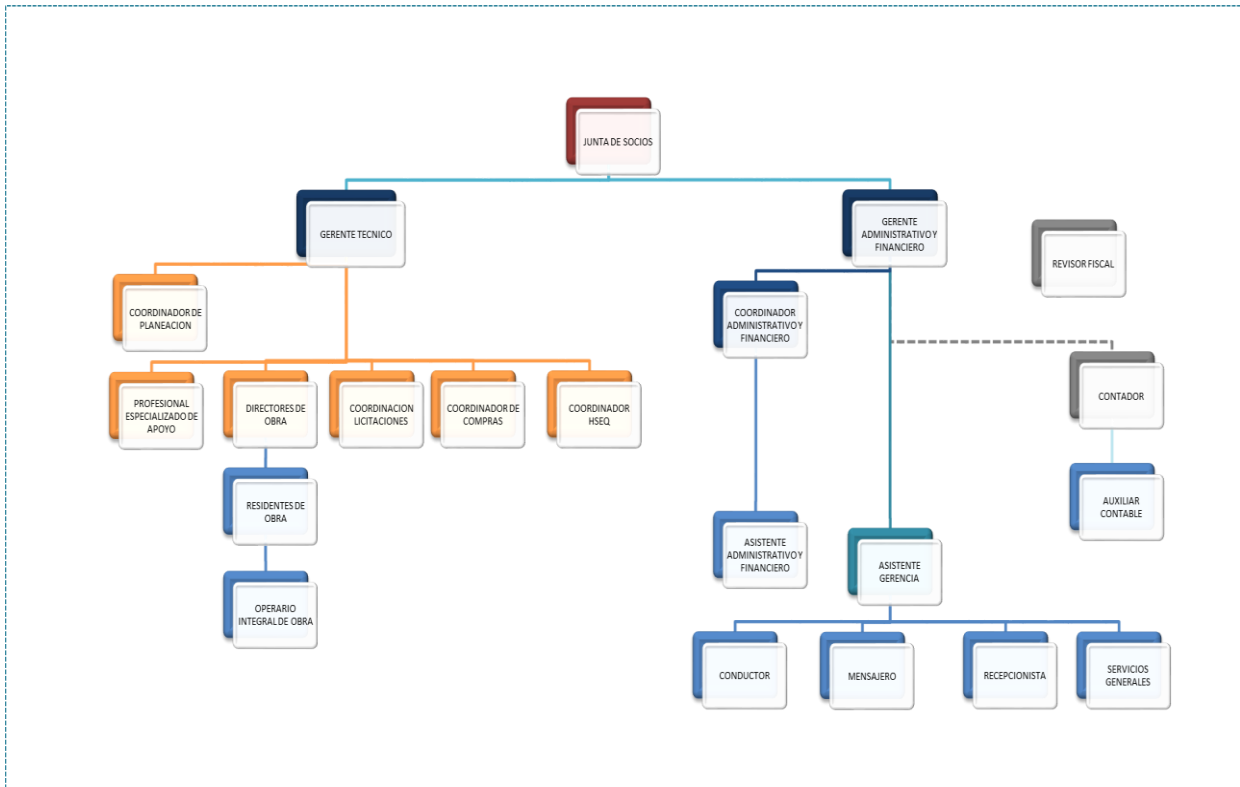 JUNTA DE SOCIOS
GERENTE TECNICO
GERENTE
ADMINISTRATIVO Y
FINANCIERO
REVISOR FISCAL
COORDINADOR DE
PLANEACION
COORDINADOR
ADMINISTRATIVO Y
FINANCIERO
PROFESIONAL
ESPECIALIZADO DE
APOYO
DIRECTORES DE
OBRA
COORDINACION
LICITACIONES
COORDINADOR DE
COMPRAS
COORDINADOR
HSEQ
CONTADOR
RESIDENTES DE
OBRA
AUXILIAR
CONTABLE
ASISTENTE
ADMINISTRATIVO Y
FINANCIERO
ASISTENTE
GERENCIA
OPERARIO
INTEGRAL DE OBRA
CONDUCTOR
MENSAJERO
RECEPCIONISTA
SERVICIOS
GENERALES